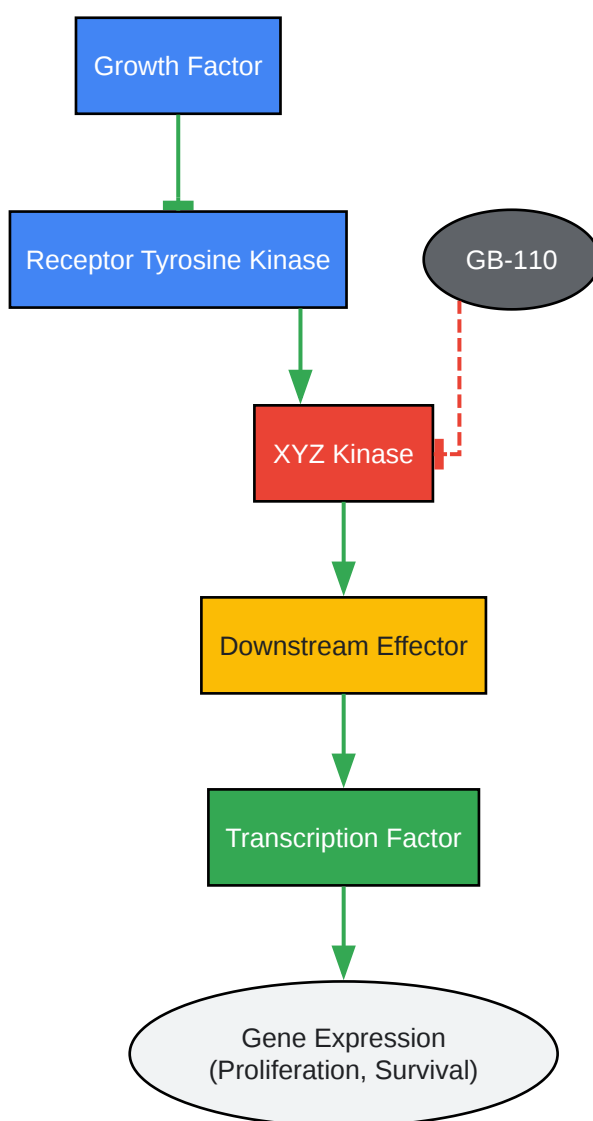 Growth Factor
Receptor Tyrosine Kinase
GB-110
XYZ Kinase
Downstream Effector
Transcription Factor
Gene Expression
(Proliferation, Survival)